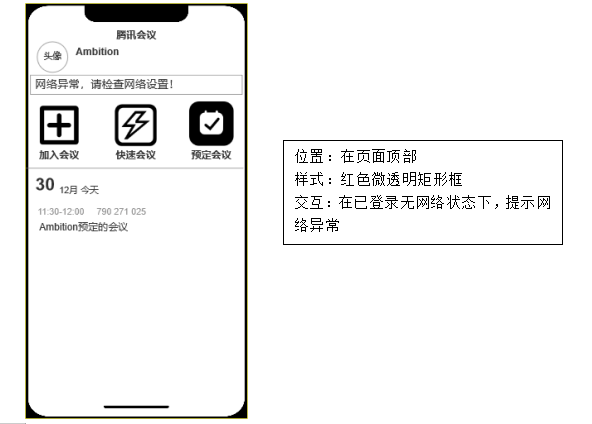 腾讯会议
头像
Ambition
网络异常，请检查网络设置！
加入会议 快速会议 预定会议
30 12月 今天
11:30-12:00 790 271 025
Ambition预定的会议
位置：在页面顶部
样式：红色微透明矩形框
交互：在已登录无网络状态下，提示网
络异常